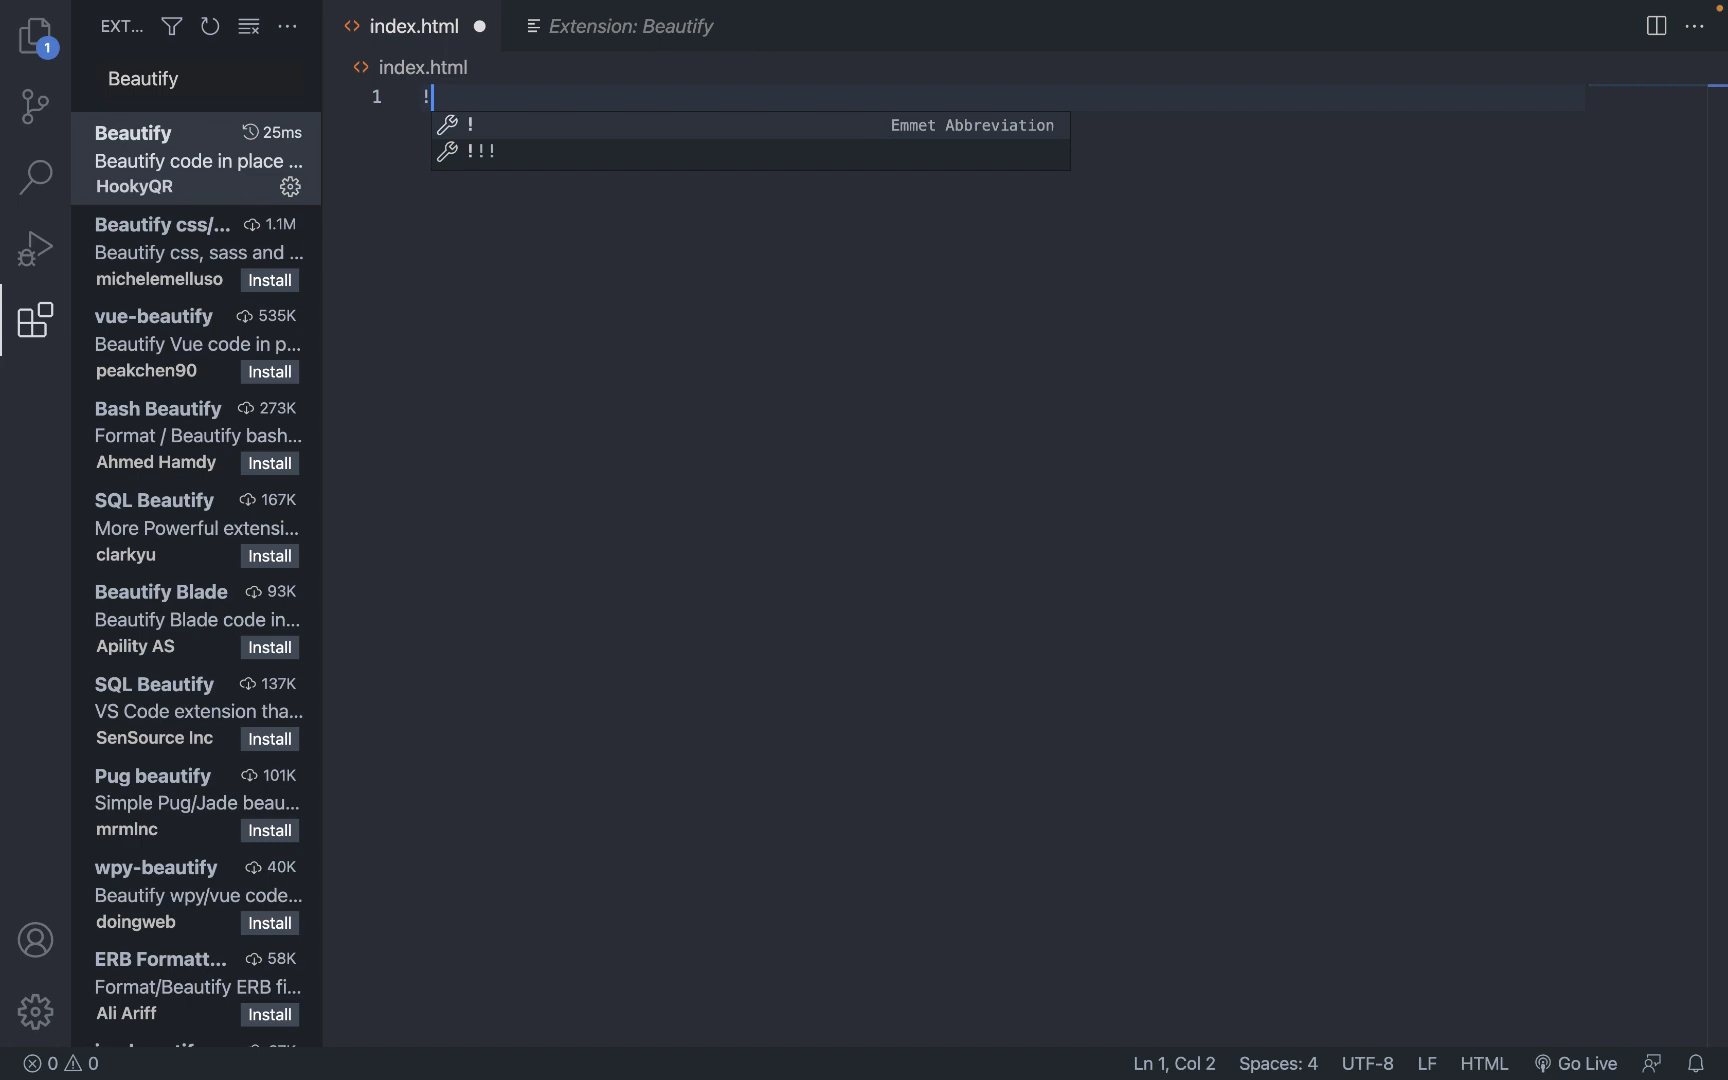 EXT...
index.html
Extension: Beautify
1
Beautify
index.html
1
!
!
Emmet Abbreviation
!!!
Beautify
25ms
Beautify code in place ...
HookyQR
Beautify css/...
1.1M
Beautify css, sass and ...
michelemelluso
Install
vue-beautify
535K
Beautify Vue code in p...
peakchen90
Install
Bash Beautify
273K
Format / Beautify bash...
Ahmed Hamdy
Install
SQL Beautify
167K
More Powerful extensi...
clarkyu
Install
Beautify Blade
93K
Beautify Blade code in...
Apility AS
Install
SQL Beautify
137K
VS Code extension tha...
SenSource Inc
Install
Pug beautify
101K
Simple Pug/Jade beau...
mrmlnc
Install
wpy-beautify
40K
Beautify wpy/vue code...
doingweb
Install
ERB Formatt...
58K
Format/Beautify ERB fi...
Ali Ariff
Install
0
0
Ln 1, Col 2
Spaces: 4
UTF-8
LF
HTML
Go Live